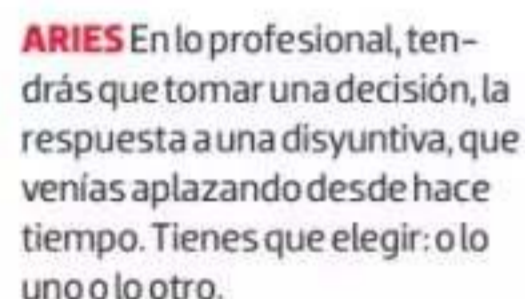 ARIES En lo profesional, ten-
drás que tomar una decisión, la
respuesta a una disyuntiva, que
venías aplazando desde hace
tiempo. Tienes que elegir: o lo
uno o lo otro.